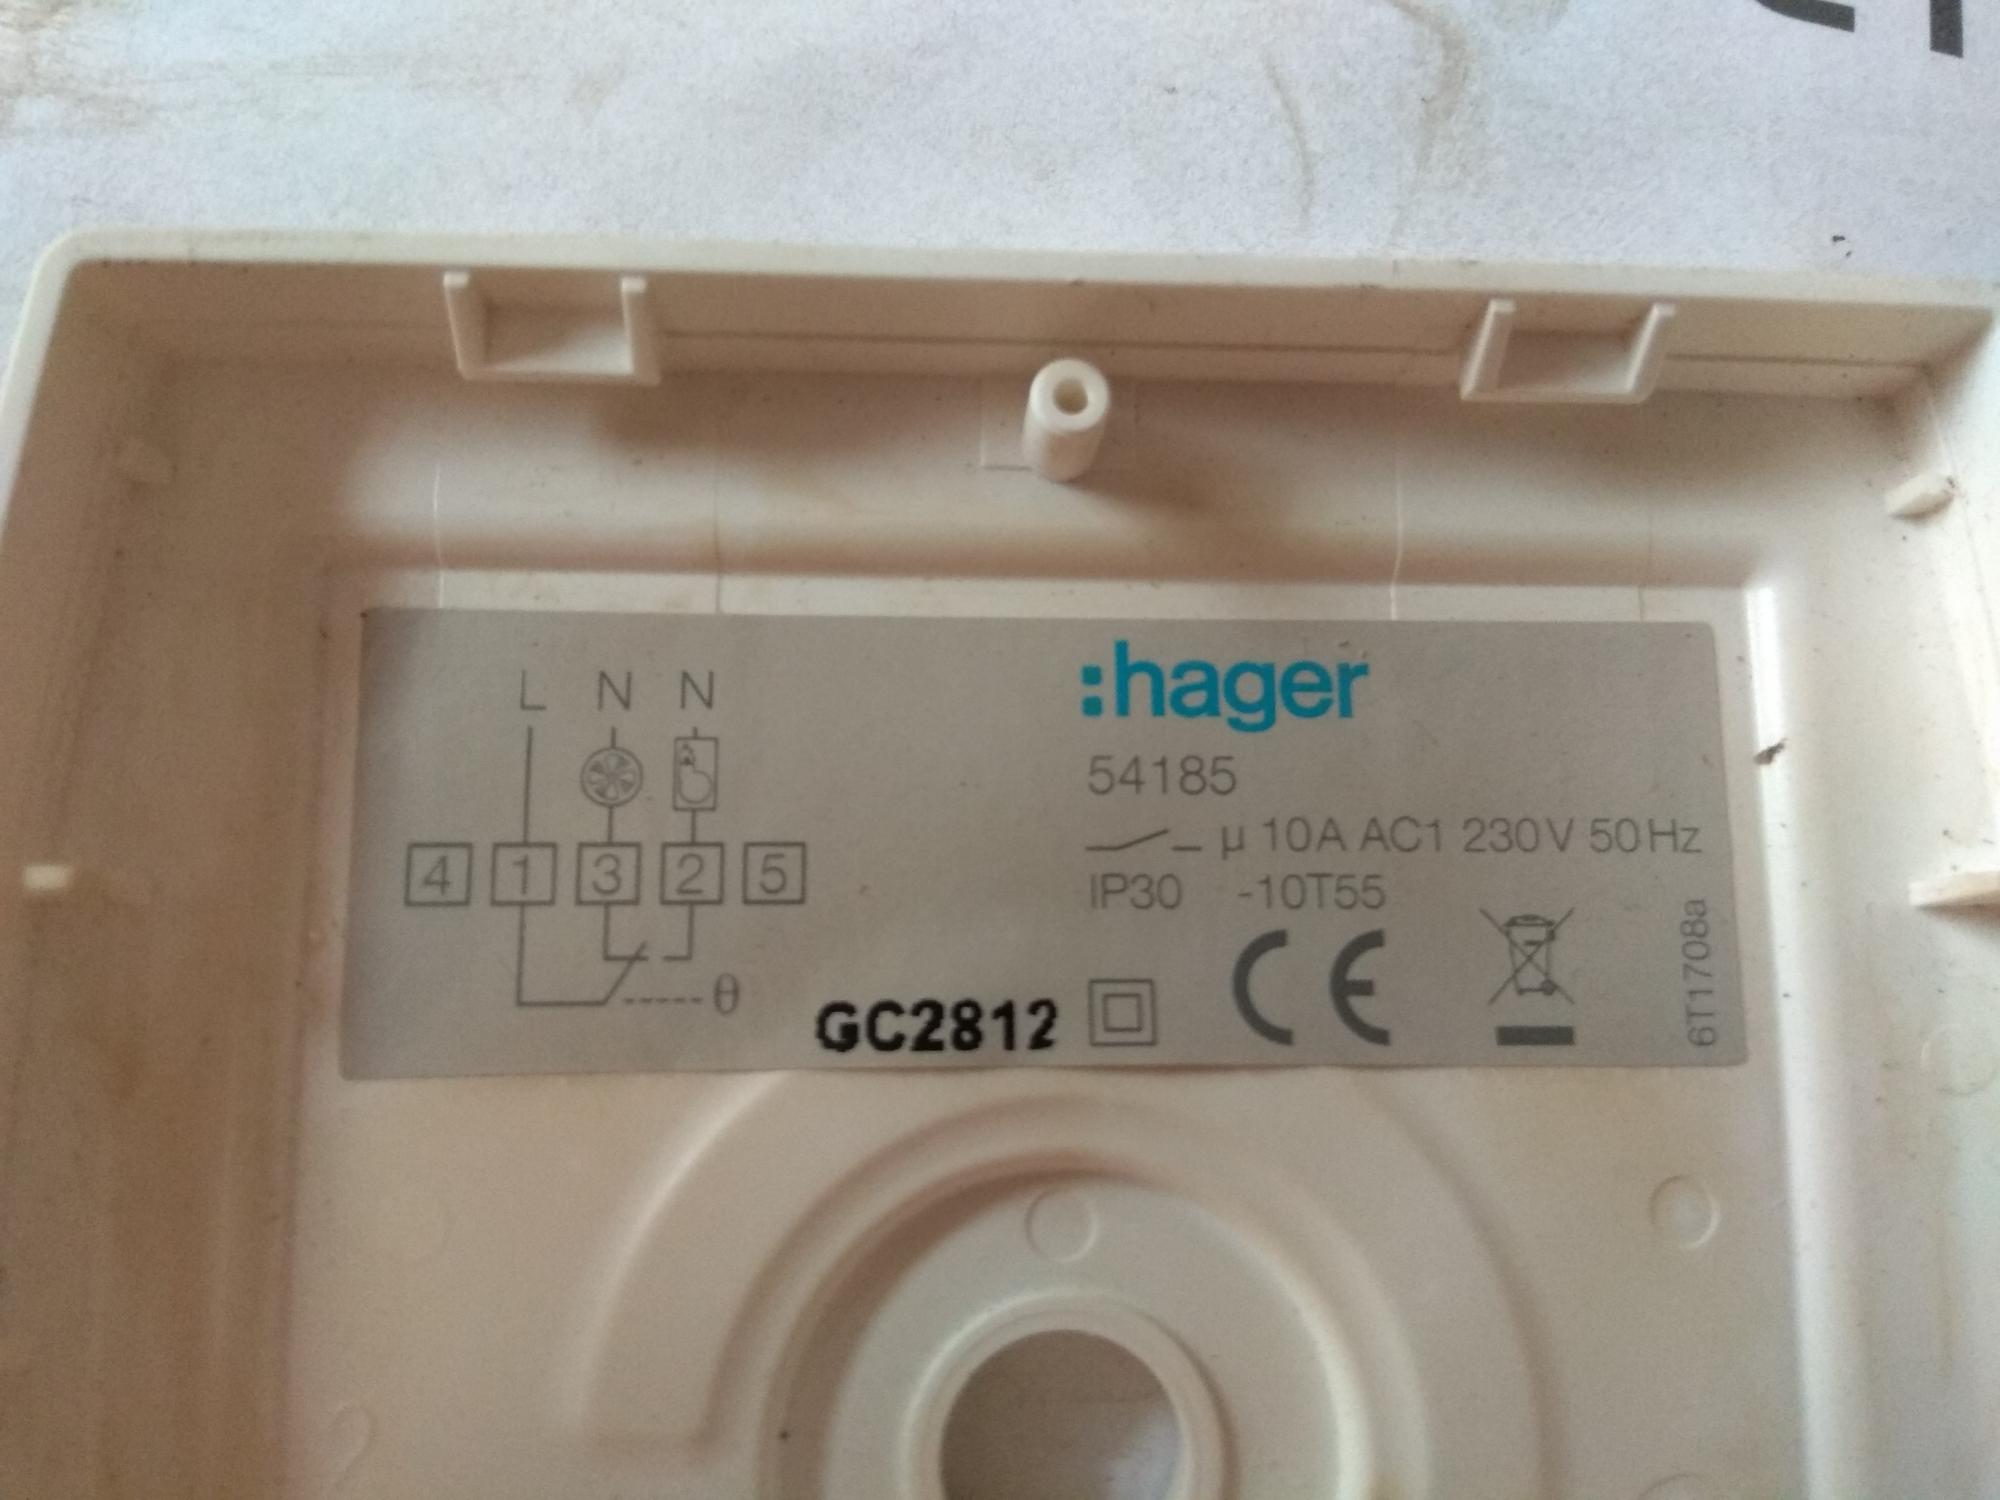 L N N
4 1 3 2 5
θ
GC2812
:hager
54185
µ 10A AC1 230V 50Hz
IP30 -10T55
CE
6T1708a